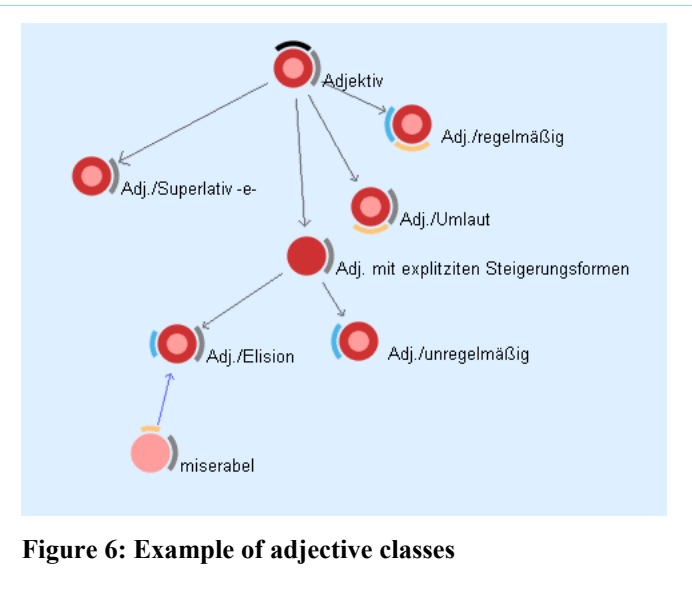 Adjektiv
Adj./regelmäßig
Adj./Superlativ -e-
Adj./Umlaut
Adj. mit explitziten Steigerungsformen
Adj./Elision
Adj./unregelmäßig
miserabel
Figure 6: Example of adjective classes